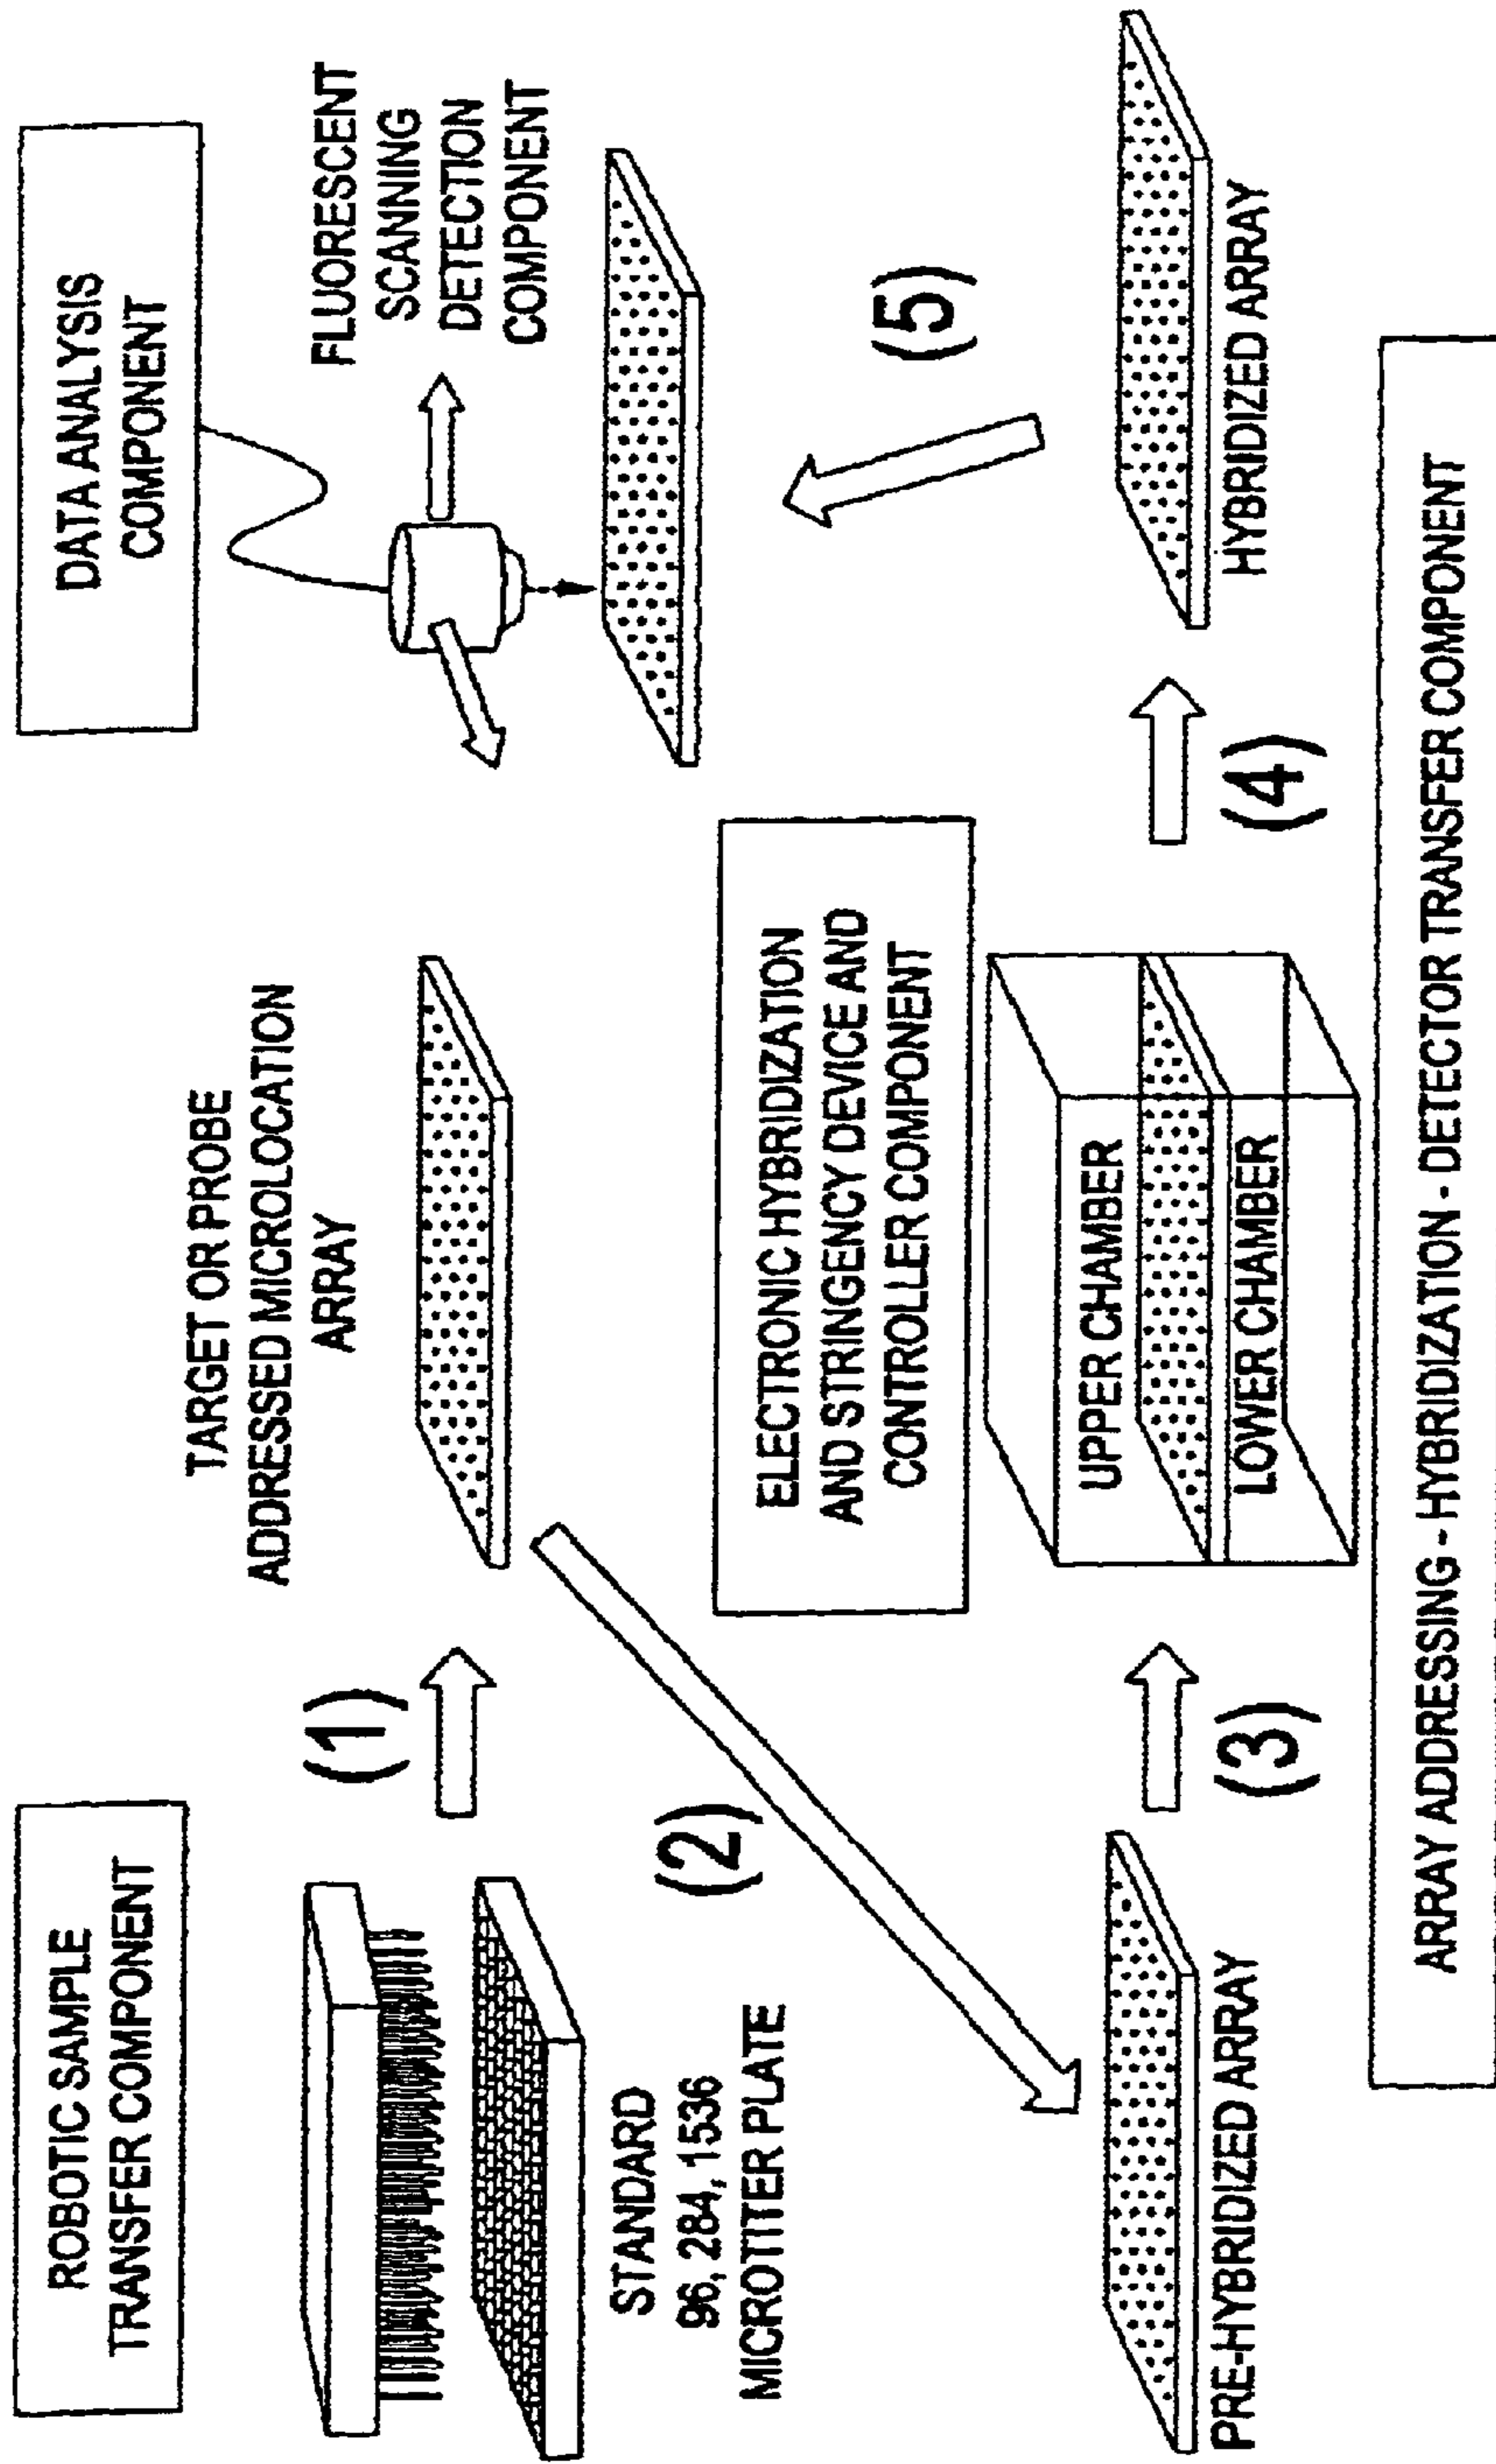 ROBOTIC SAMPLE
TRANSFER COMPONENT
STANDARD
96, 284, 1536
MICROTITER PLATE
(1)
TARGET OR PROBE
ADDRESSED MICROLOCATION
ARRAY
(2)
PRE-HYBRIDIZED ARRAY
(3)
ELECTRONIC HYBRIDIZATION
AND STRINGENCY DEVICE AND
CONTROLLER COMPONENT
UPPER CHAMBER
LOWER CHAMBER
(4)
HYBRIDIZED ARRAY
(5)
FLUORESCENT
SCANNING
DETECTION
COMPONENT
DATA ANALYSIS
COMPONENT
ARRAY ADDRESSING - HYBRIDIZATION - DETECTOR TRANSFER COMPONENT